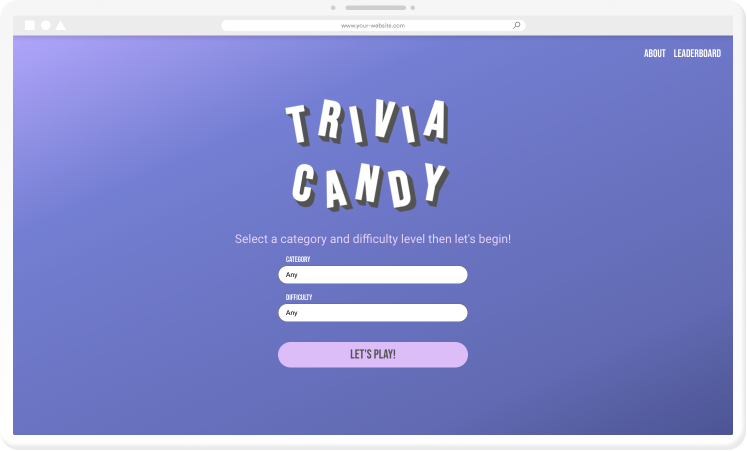 www.your-website.com
ABOUT LEADERBOARD
TRIVIA
CANDY
Select a category and difficulty level then let's begin!
CATEGORY
Any
DIFFICULTY
Any
LET'S PLAY!